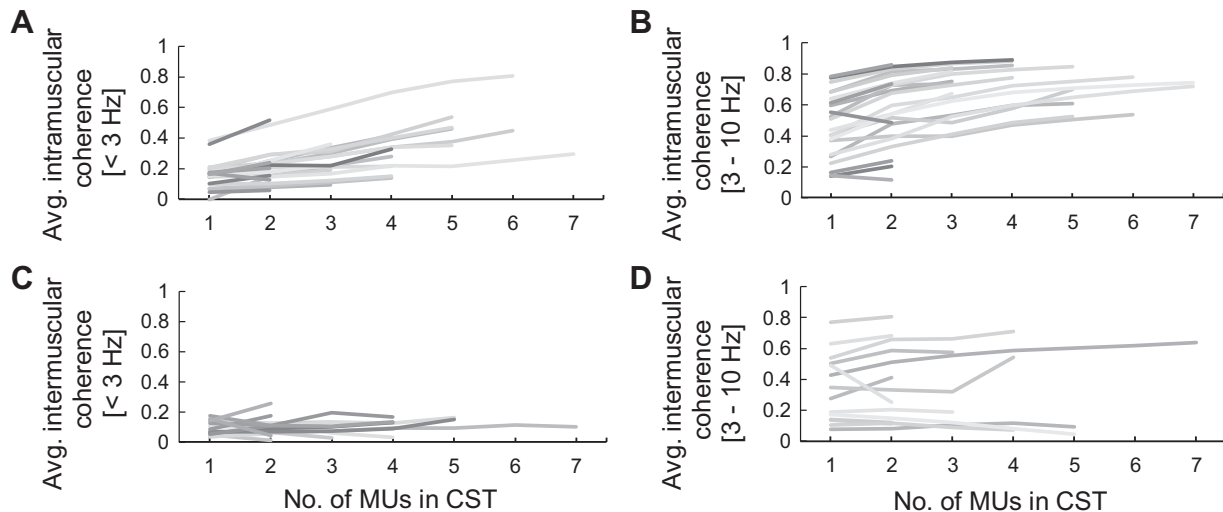 A
Avg. intramuscular
coherence
[< 3 Hz]
1
0.8
0.6
0.4
0.2
0
1 2 3 4 5 6 7
B
Avg. intramuscular
coherence
[3 - 10 Hz]
1
0.8
0.6
0.4
0.2
0
1 2 3 4 5 6 7
C
Avg. intermuscular
coherence
[< 3 Hz]
1
0.8
0.6
0.4
0.2
0
1 2 3 4 5 6 7
No. of MUs in CST
D
Avg. intermuscular
coherence
[3 - 10 Hz]
1
0.8
0.6
0.4
0.2
0
1 2 3 4 5 6 7
No. of MUs in CST